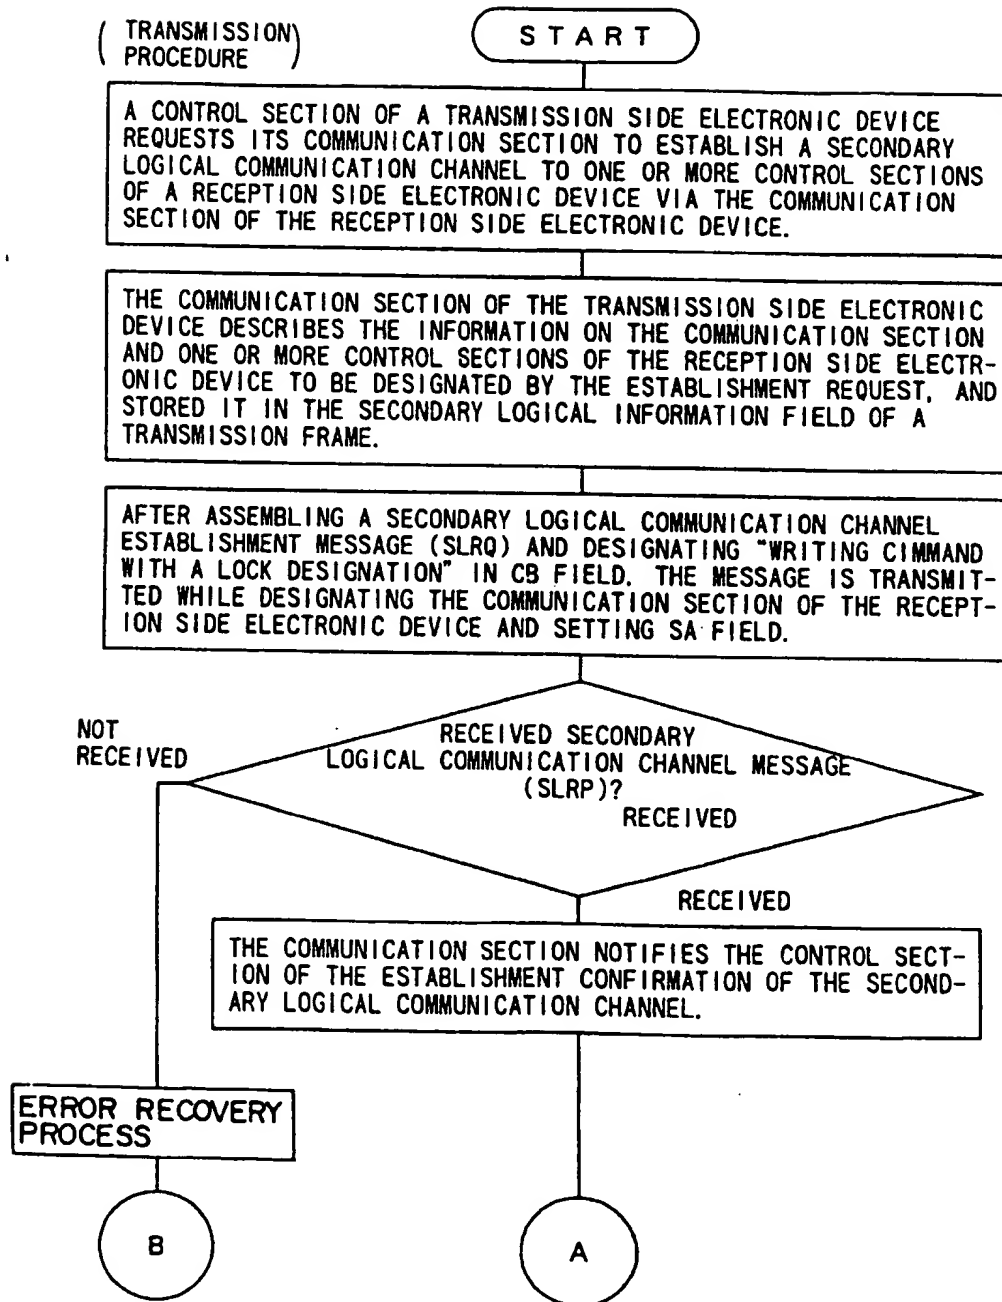 ( TRANSMISSION
PROCEDURE )
START
A CONTROL SECTION OF A TRANSMISSION SIDE ELECTRONIC DEVICE
REQUESTS ITS COMMUNICATION SECTION TO ESTABLISH A SECONDARY
LOGICAL COMMUNICATION CHANNEL TO ONE OR MORE CONTROL SECTIONS
OF A RECEPTION SIDE ELECTRONIC DEVICE VIA THE COMMUNICATION
SECTION OF THE RECEPTION SIDE ELECTRONIC DEVICE.
THE COMMUNICATION SECTION OF THE TRANSMISSION SIDE ELECTRONIC
DEVICE DESCRIBES THE INFORMATION ON THE COMMUNICATION SECTION
AND ONE OR MORE CONTROL SECTIONS OF THE RECEPTION SIDE ELECTR-
ONIC DEVICE TO BE DESIGNATED BY THE ESTABLISHMENT REQUEST, AND
STORED IT IN THE SECONDARY LOGICAL INFORMATION FIELD OF A
TRANSMISSION FRAME.
AFTER ASSEMBLING A SECONDARY LOGICAL COMMUNICATION CHANNEL
ESTABLISHMENT MESSAGE (SLRQ) AND DESIGNATING "WRITING CIMMAND
WITH A LOCK DESIGNATION" IN CB FIELD. THE MESSAGE IS TRANSMIT-
TED WHILE DESIGNATING THE COMMUNICATION SECTION OF THE RECEPT-
ION SIDE ELECTRONIC DEVICE AND SETTING SA FIELD.
NOT
RECEIVED
RECEIVED SECONDARY
LOGICAL COMMUNICATION CHANNEL MESSAGE
(SLRP)?
RECEIVED
RECEIVED
THE COMMUNICATION SECTION NOTIFIES THE CONTROL SECT-
ION OF THE ESTABLISHMENT CONFIRMATION OF THE SECOND-
ARY LOGICAL COMMUNICATION CHANNEL.
ERROR RECOVERY
PROCESS
B
A